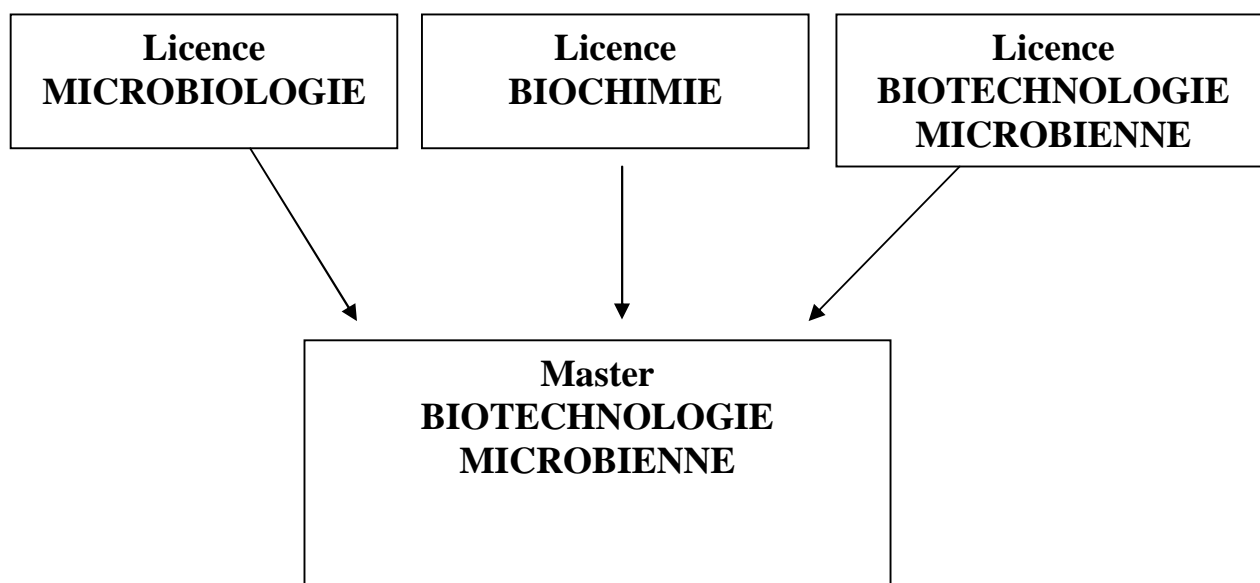 Licence
MICROBIOLOGIE
Licence
BIOCHIMIE
Licence
BIOTECHNOLOGIE
MICROBIENNE
Master
BIOTECHNOLOGIE
MICROBIENNE